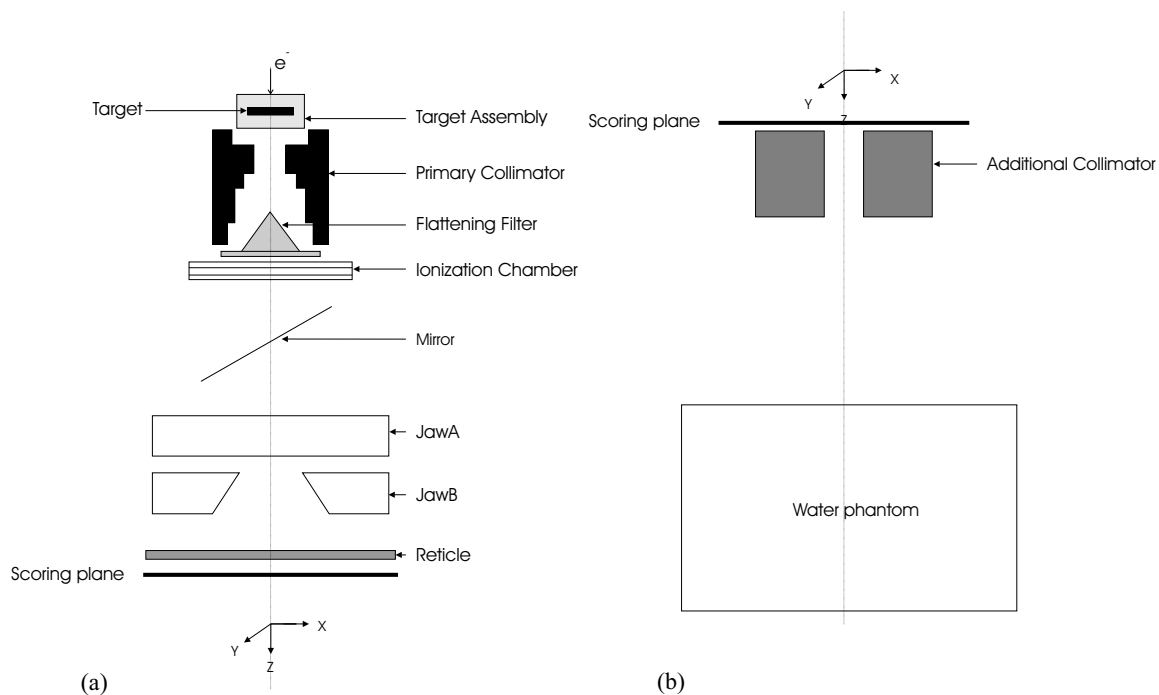 e-
Target
Target Assembly
Primary Collimator
Flattening Filter
Ionization Chamber
Mirror
JawA
JawB
Reticle
Scoring plane
X
Y
Z
(a)
X
Y
Z
Scoring plane
Additional Collimator
Water phantom
(b)